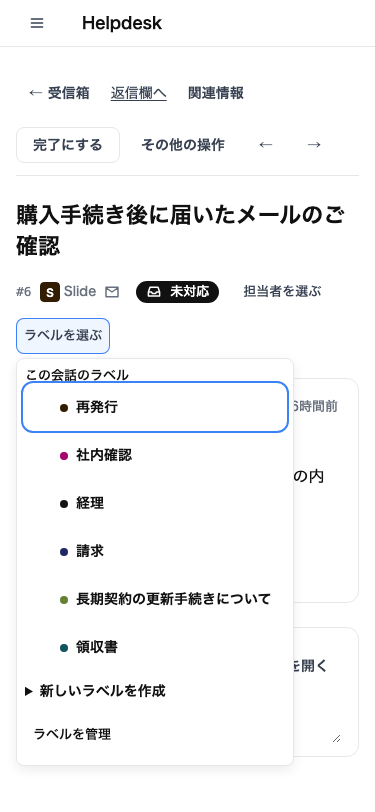 Helpdesk
← 受信箱 返信欄へ 関連情報
完了にする その他の操作 ← →
購入手続き後に届いたメールのご
確認
#6 S Slide 未対応 担当者を選ぶ
ラベルを選ぶ
この会話のラベル
再発行
6時間前
社内確認
の内
経理
請求
長期契約の更新手続きについて
領収書
を開く
新しいラベルを作成
ラベルを管理